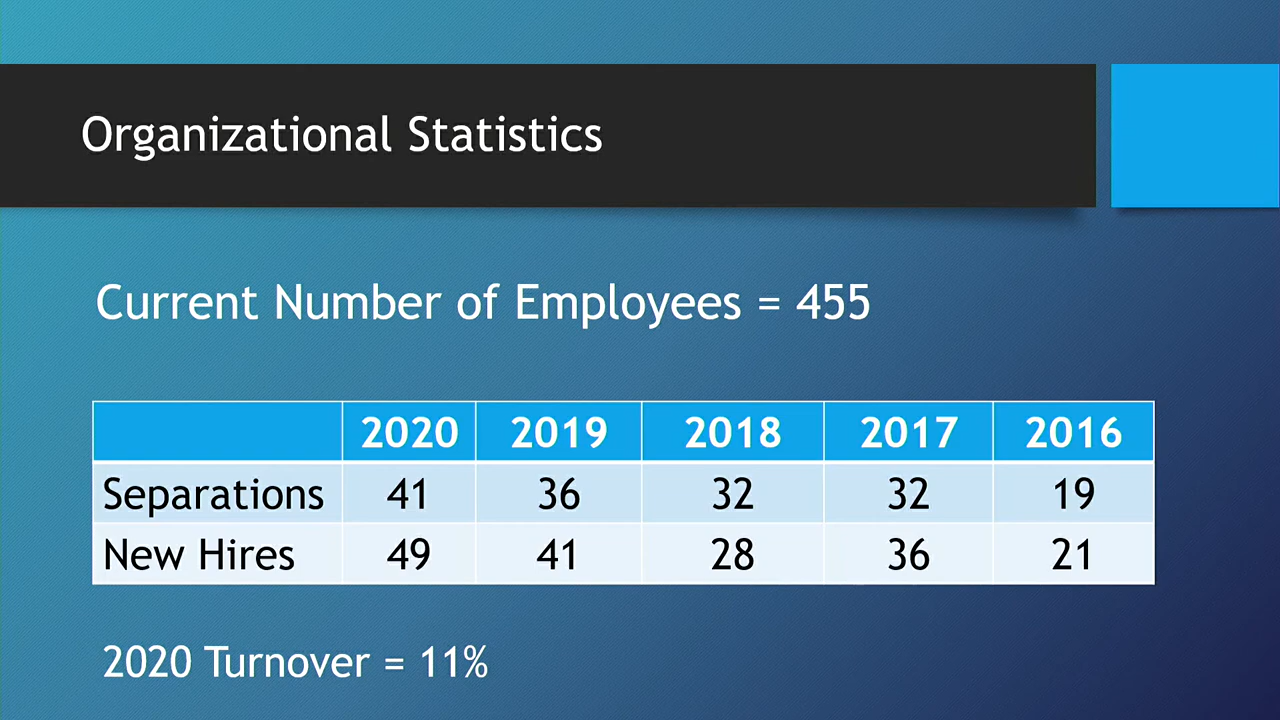 Organizational Statistics
Current Number of Employees = 455
2020 2019 2018 2017 2016
Separations 41 36 32 32 19
New Hires 49 41 28 36 21
2020 Turnover = 11%